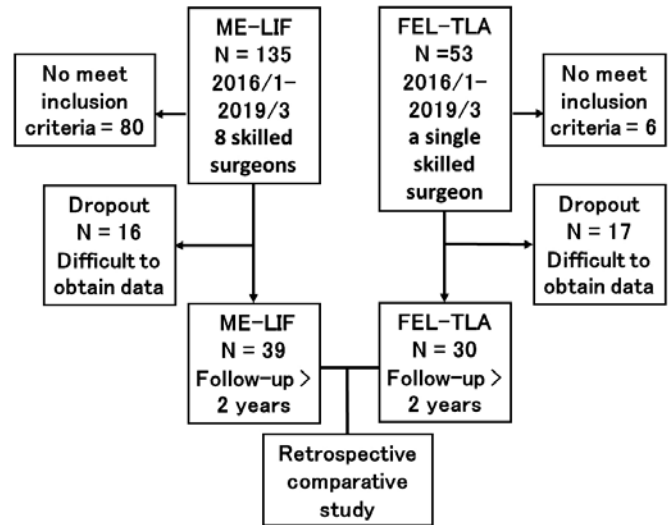 ME-LIF
N = 135
2016/1-
2019/3
8 skilled
surgeons
FEL-TLA
N =53
2016/1-
2019/3
a single
skilled
surgeon
No meet
inclusion
criteria = 80
No meet
inclusion
criteria = 6
Dropout
N = 16
Difficult to
obtain data
Dropout
N = 17
Difficult to
obtain data
ME-LIF
N = 39
Follow-up >
2 years
FEL-TLA
N = 30
Follow-up >
2 years
Retrospective
comparative
study